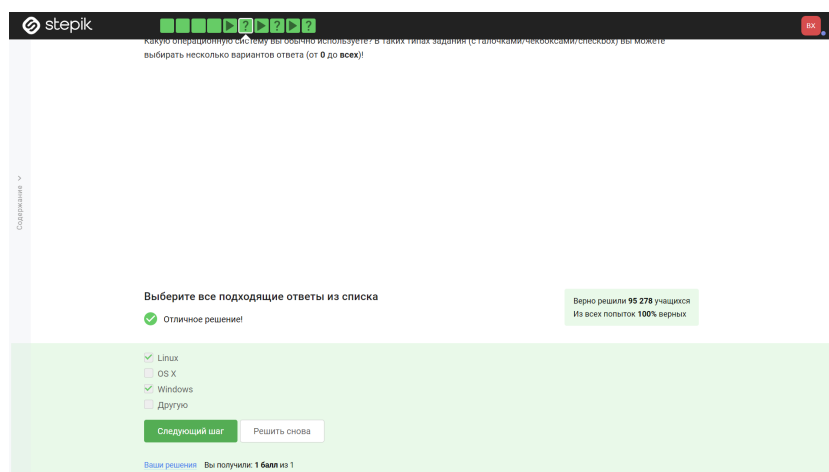 stepik
? ? ?
ВХ
Какую операционную систему вы обычно используете? В таких типах задания (с галочками/чекбоксами/checkbox) вы можете
выбирать несколько вариантов ответа (от 0 до всех)!
Содержание
Выберите все подходящие ответы из списка
Верно решили 95 278 учащихся
Из всех попыток 100% верных
Отличное решение!
Linux
OS X
Windows
Другую
Следующий шаг
Решить снова
Ваши решения Вы получили: 1 балл из 1